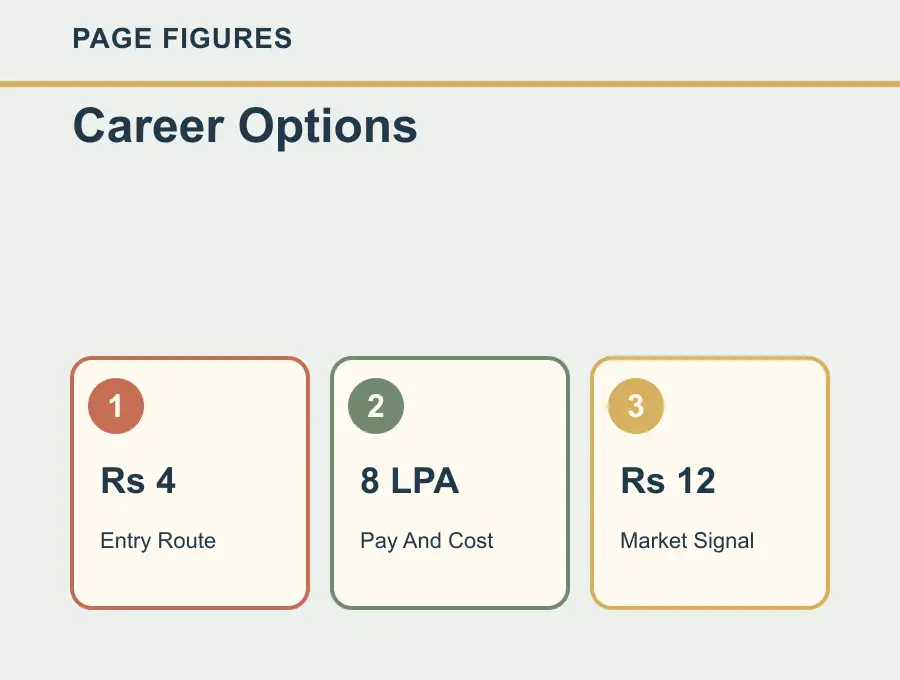 PAGE FIGURES
Career Options
1
Rs 4
Entry Route
2
8 LPA
Pay And Cost
3
Rs 12
Market Signal